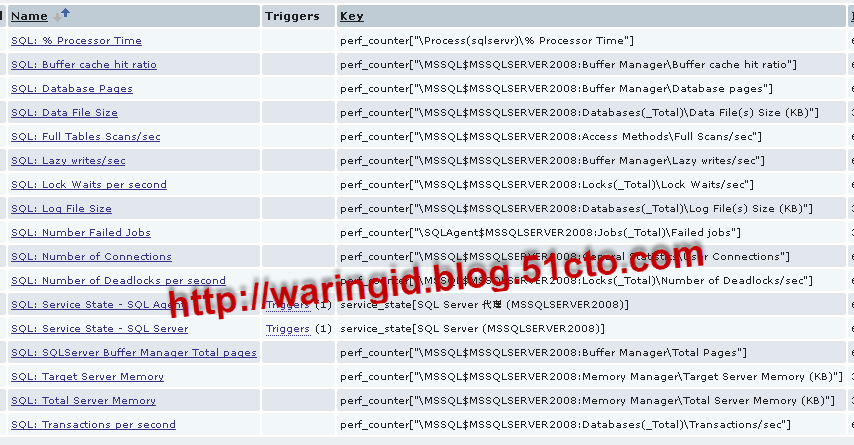 Name Triggers Key
SQL: % Processor Time perf_counter["\Process(sqlservr)\% Processor Time"]
SQL: Buffer cache hit ratio perf_counter["\MSSQL$MSSQLSERVER2008:Buffer Manager\Buffer cache hit ratio"]
SQL: Database Pages perf_counter["\MSSQL$MSSQLSERVER2008:Buffer Manager\Database pages"]
SQL: Data File Size perf_counter["\MSSQL$MSSQLSERVER2008:Databases(_Total)\Data File(s) Size (KB)"]
SQL: Full Tables Scans/sec perf_counter["\MSSQL$MSSQLSERVER2008:Access Methods\Full Scans/sec"]
SQL: Lazy writes/sec perf_counter["\MSSQL$MSSQLSERVER2008:Buffer Manager\Lazy writes/sec"]
SQL: Lock Waits per second perf_counter["\MSSQL$MSSQLSERVER2008:Locks(_Total)\Lock Waits/sec"]
SQL: Log File Size perf_counter["\MSSQL$MSSQLSERVER2008:Databases(_Total)\Log File(s) Size (KB)"]
SQL: Number Failed Jobs perf_counter["\SQLAgent$MSSQLSERVER2008:Jobs(_Total)\Failed jobs"]
SQL: Number of Connections perf_counter["\MSSQL$MSSQLSERVER2008:General Statistics\User Connections"]
SQL: Number of Deadlocks per second perf_counter["\MSSQL$MSSQLSERVER2008:Locks(_Total)\Number of Deadlocks/sec"]
http://waringid.blog.51cto.com
SQL: Service State - SQL Agent Triggers (1) service_state[SQL Server 代理 (MSSQLSERVER2008)]
SQL: Service State - SQL Server Triggers (1) service_state[SQL Server (MSSQLSERVER2008)]
SQL: SQLServer Buffer Manager Total pages perf_counter["\MSSQL$MSSQLSERVER2008:Buffer Manager\Total Pages"]
SQL: Target Server Memory perf_counter["\MSSQL$MSSQLSERVER2008:Memory Manager\Target Server Memory (KB)"]
SQL: Total Server Memory perf_counter["\MSSQL$MSSQLSERVER2008:Memory Manager\Total Server Memory (KB)"]
SQL: Transactions per second perf_counter["\MSSQL$MSSQLSERVER2008:Databases(_Total)\Transactions/sec"]